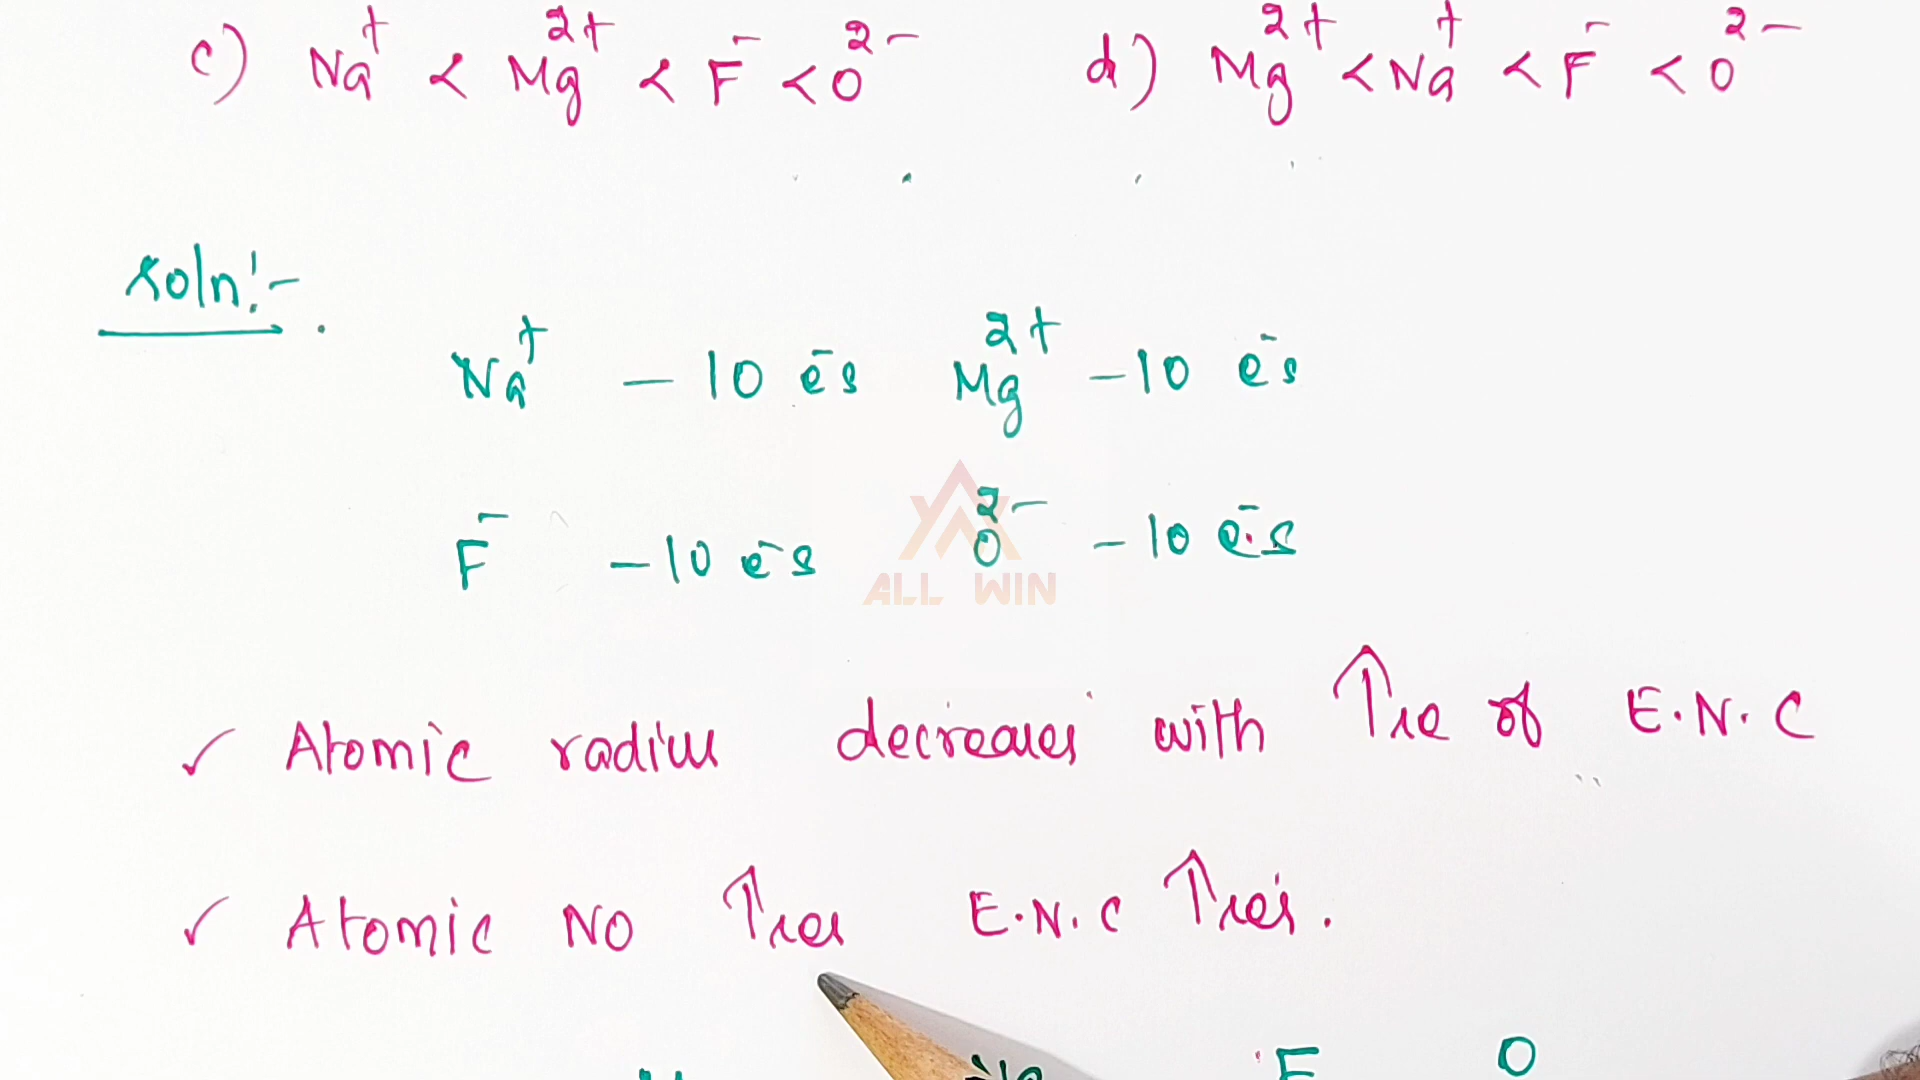 c) Na⁺ < Mg²⁺ < F⁻ < O²⁻ d) Mg²⁺ < Na⁺ < F⁻ < O²⁻
Soln:-
Na⁺ – 10 e⁻s Mg²⁺ – 10 e⁻s
F⁻ – 10 e⁻s O²⁻ – 10 e⁻s
ALL WIN
✓ Atomic radius decreases with ↑se of E.N.C
✓ Atomic NO ↑ses E.N.C ↑ses.
F O